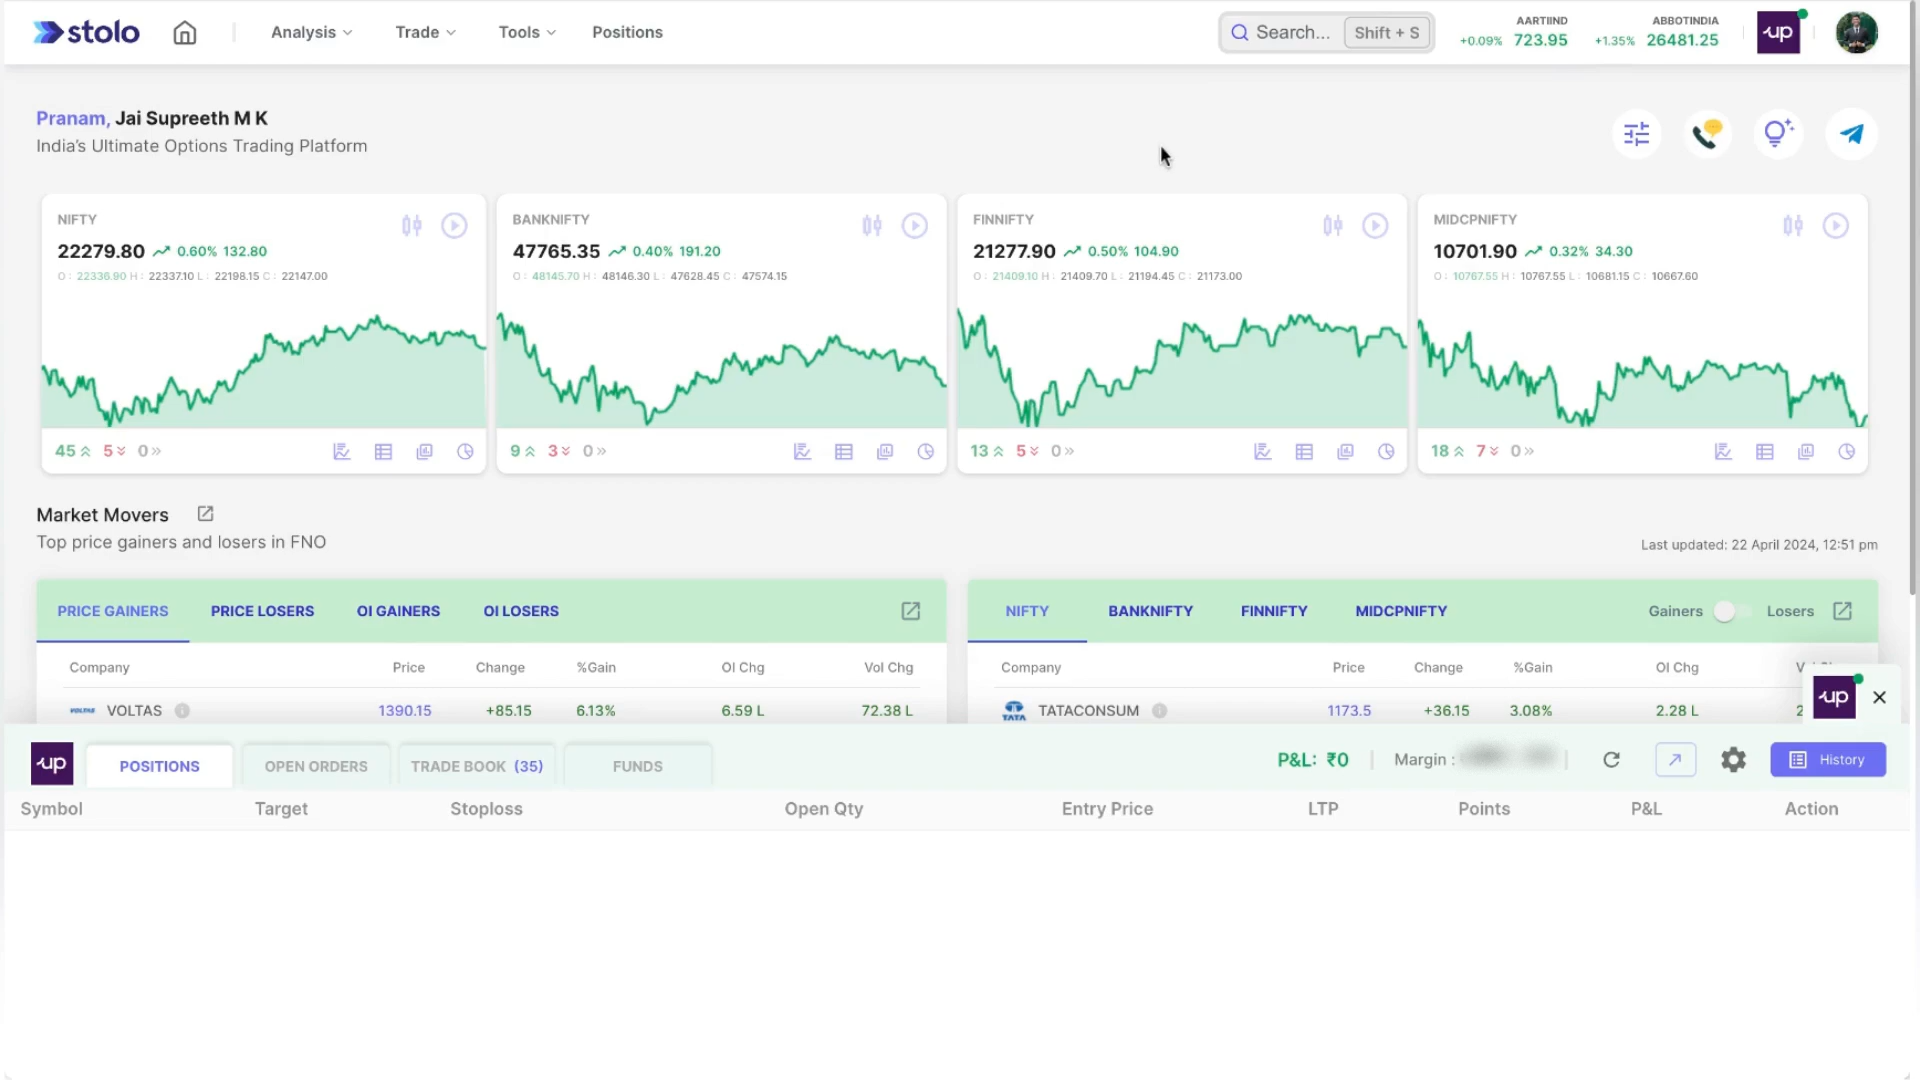 stolo
Analysis Trade Tools Positions
Search... Shift + S
AARTIIND
+0.09% 723.95
ABBOTINDIA
+1.35% 26481.25
up
Pranam, Jai Supreeth M K
India's Ultimate Options Trading Platform
NIFTY
22279.80 0.60% 132.80
O : 22336.90 H : 22337.10 L : 22198.15 C : 22147.00
45 5 0
BANKNIFTY
47765.35 0.40% 191.20
O : 48145.70 H : 48146.30 L : 47628.45 C : 47574.15
9 3 0
FINNIFTY
21277.90 0.50% 104.90
O : 21409.10 H : 21409.70 L : 21194.45 C : 21173.00
13 5 0
MIDCPNIFTY
10701.90 0.32% 34.30
O : 10767.55 H : 10767.55 L : 10681.15 C : 10667.60
18 7 0
Market Movers
Top price gainers and losers in FNO
Last updated: 22 April 2024, 12:51 pm
PRICE GAINERS PRICE LOSERS OI GAINERS OI LOSERS
Company Price Change %Gain OI Chg Vol Chg
VOLTAS VOLTAS 1390.15 +85.15 6.13% 6.59 L 72.38 L
NIFTY BANKNIFTY FINNIFTY MIDCPNIFTY Gainers Losers
Company Price Change %Gain OI Chg
TATA TATACONSUM 1173.5 +36.15 3.08% 2.28 L
up
up POSITIONS OPEN ORDERS TRADE BOOK (35) FUNDS
P&L: ₹0 Margin : History
Symbol Target Stoploss Open Qty Entry Price LTP Points P&L Action